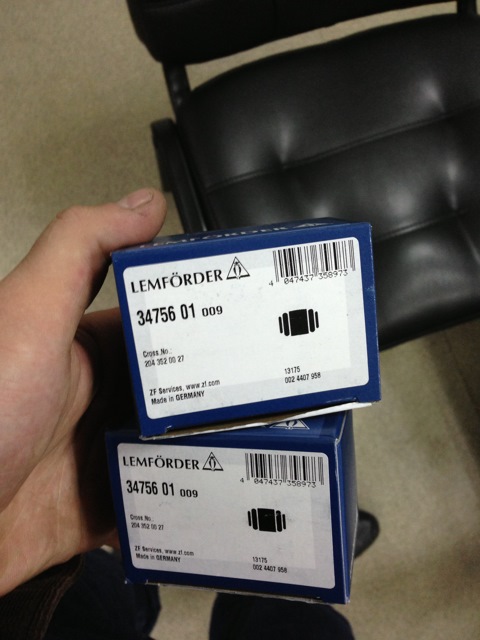 LEMFÖRDER
4 047437 358973
34756 01 009
Cross No.:
204 352 00 27
ZF Services, www.zf.com
Made in GERMANY
13175
002 4407 958
LEMFÖRDER
4 047437 358973
34756 01 009
Cross No.:
204 352 00 27
ZF Services, www.zf.com
Made in GERMANY
13175
002 4407 958